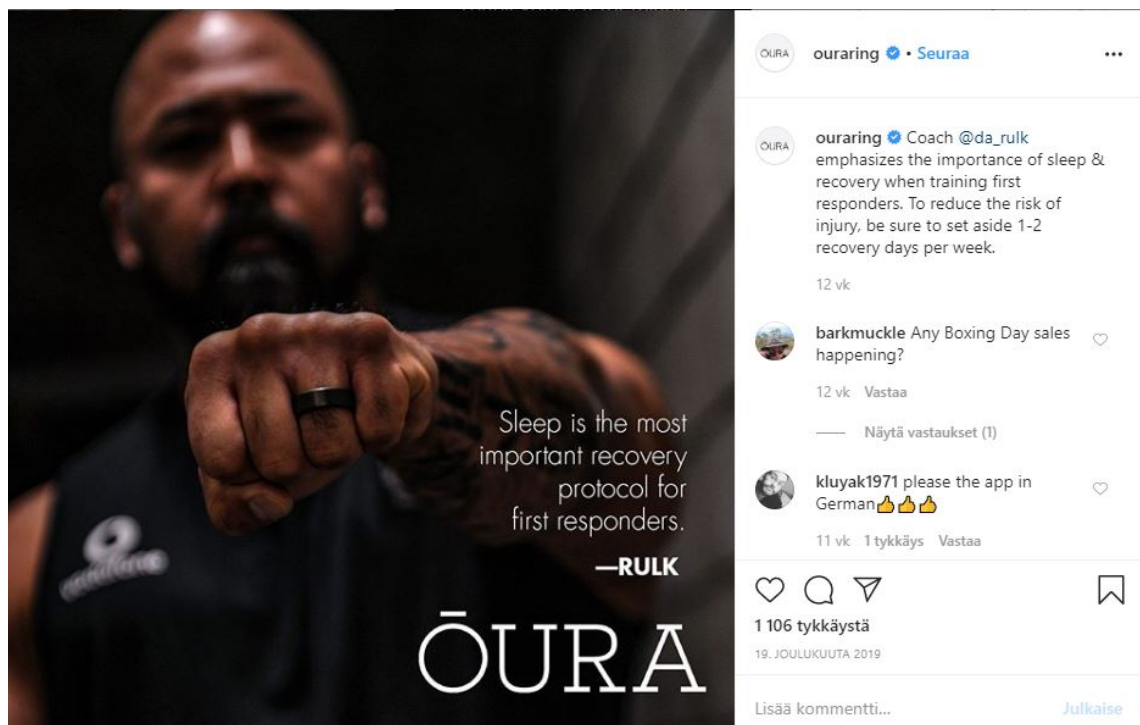 Sleep is the most
important recovery
protocol for
first responders.
—RULK
ŌURA
OURA
ouraring • Seuraa
OURA
ouraring Coach @da_rulk
emphasizes the importance of sleep &
recovery when training first
responders. To reduce the risk of
injury, be sure to set aside 1-2
recovery days per week.
12 vk
barkmuckle Any Boxing Day sales
happening?
12 vk Vastaa
Näytä vastaukset (1)
kluyak1971 please the app in
German👍👍👍
11 vk 1 tykkäys Vastaa
1 106 tykkäystä
19. JOULUKUUTA 2019
Lisää kommentti... Julkaise